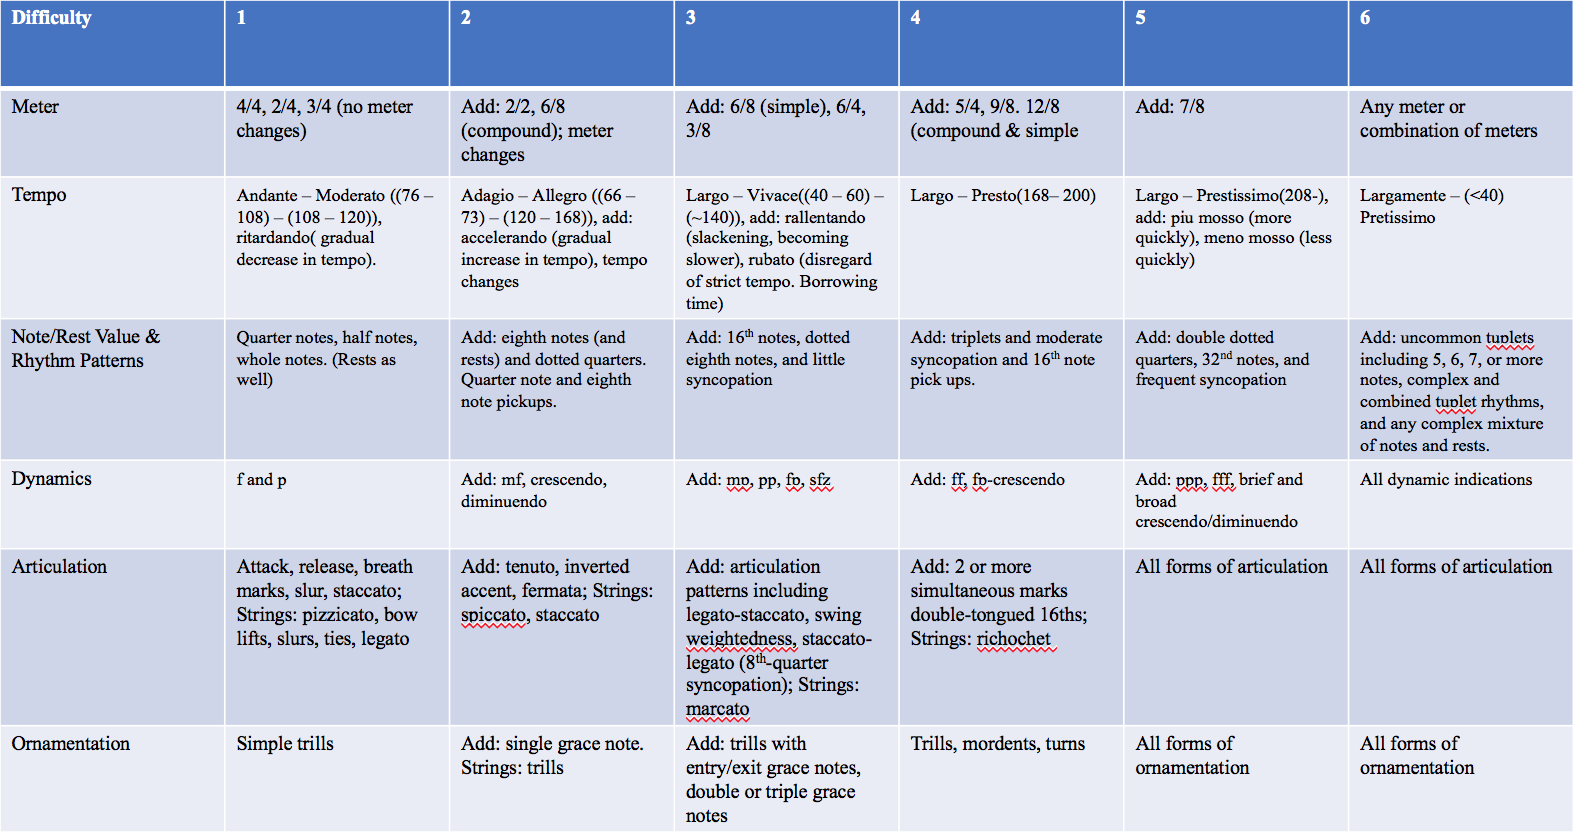 Difficulty
1
2
3
4
5
6
Meter
4/4, 2/4, 3/4 (no meter
changes)
Add: 2/2, 6/8
(compound); meter
changes
Add: 6/8 (simple), 6/4,
3/8
Add: 5/4, 9/8. 12/8
(compound & simple
Add: 7/8
Any meter or
combination of meters
Tempo
Andante – Moderato ((76 –
108) – (108 – 120)),
ritardando( gradual
decrease in tempo).
Adagio – Allegro ((66 –
73) – (120 – 168)), add:
accelerando (gradual
increase in tempo), tempo
changes
Largo – Vivace((40 – 60) –
(~140)), add: rallentando
(slackening, becoming
slower), rubato (disregard
of strict tempo. Borrowing
time)
Largo – Presto(168– 200)
Largo – Prestissimo(208-),
add: piu mosso (more
quickly), meno mosso (less
quickly)
Largamente – (<40)
Pretissimo
Note/Rest Value &
Rhythm Patterns
Quarter notes, half notes,
whole notes. (Rests as
well)
Add: eighth notes (and
rests) and dotted quarters.
Quarter note and eighth
note pickups.
Add: 16th notes, dotted
eighth notes, and little
syncopation
Add: triplets and moderate
syncopation and 16th note
pick ups.
Add: double dotted
quarters, 32nd notes, and
frequent syncopation
Add: uncommon tuplets
including 5, 6, 7, or more
notes, complex and
combined tuplet rhythms,
and any complex mixture
of notes and rests.
Dynamics
f and p
Add: mf, crescendo,
diminuendo
Add: mp, pp, fp, sfz
Add: ff, fp-crescendo
Add: ppp, fff, brief and
broad
crescendo/diminuendo
All dynamic indications
Articulation
Attack, release, breath
marks, slur, staccato;
Strings: pizzicato, bow
lifts, slurs, ties, legato
Add: tenuto, inverted
accent, fermata; Strings:
spiccato, staccato
Add: articulation
patterns including
legato-staccato, swing
weightedness, staccato-
legato (8th-quarter
syncopation); Strings:
marcato
Add: 2 or more
simultaneous marks
double-tongued 16ths;
Strings: richochet
All forms of articulation
All forms of articulation
Ornamentation
Simple trills
Add: single grace note.
Strings: trills
Add: trills with
entry/exit grace notes,
double or triple grace
notes
Trills, mordents, turns
All forms of
ornamentation
All forms of
ornamentation